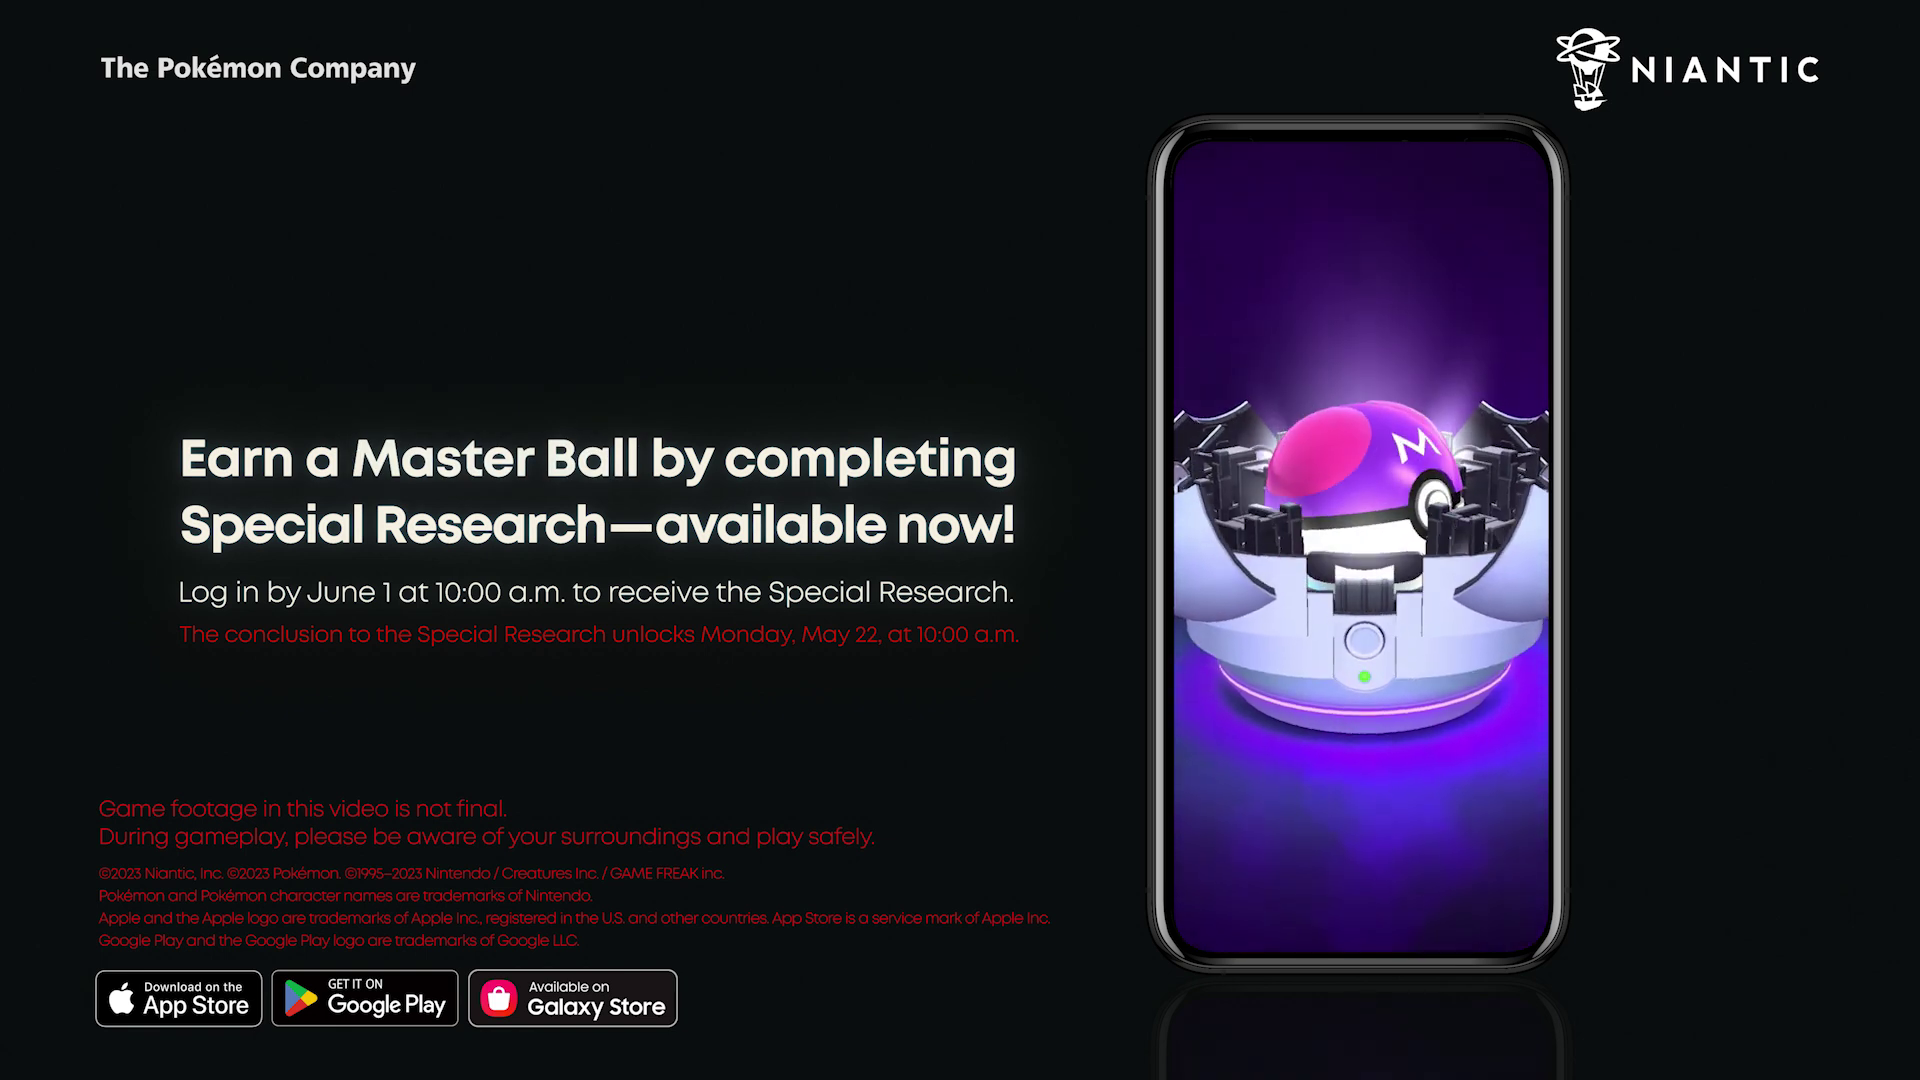 The Pokémon Company
NIANTIC
Earn a Master Ball by completing
Special Research—available now!
Log in by June 1 at 10:00 a.m. to receive the Special Research.
The conclusion to the Special Research unlocks Monday, May 22, at 10:00 a.m.
M
Game footage in this video is not final.
During gameplay, please be aware of your surroundings and play safely.
©2023 Niantic, Inc. ©2023 Pokémon. ©1995–2023 Nintendo / Creatures Inc. / GAME FREAK inc.
Pokémon and Pokémon character names are trademarks of Nintendo.
Apple and the Apple logo are trademarks of Apple Inc., registered in the U.S. and other countries. App Store is a service mark of Apple Inc.
Google Play and the Google Play logo are trademarks of Google LLC.
Download on the
App Store
GET IT ON
Google Play
Available on
Galaxy Store